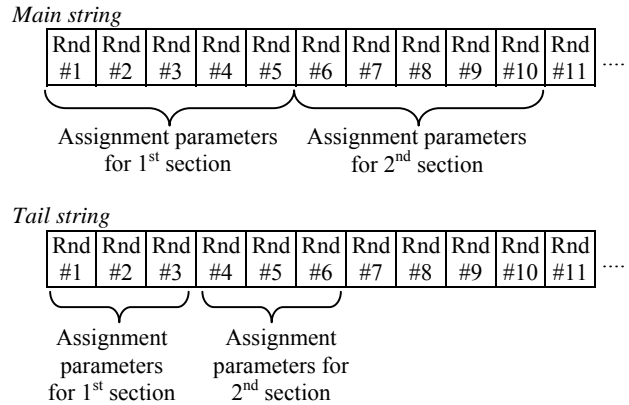 Main string
Rnd Rnd Rnd Rnd Rnd Rnd Rnd Rnd Rnd Rnd Rnd
#1 #2 #3 #4 #5 #6 #7 #8 #9 #10 #11 ....
Assignment parameters Assignment parameters
for 1st section for 2nd section
Tail string
Rnd Rnd Rnd Rnd Rnd Rnd Rnd Rnd Rnd Rnd Rnd
#1 #2 #3 #4 #5 #6 #7 #8 #9 #10 #11 ....
Assignment Assignment
parameters parameters for
for 1st section 2nd section